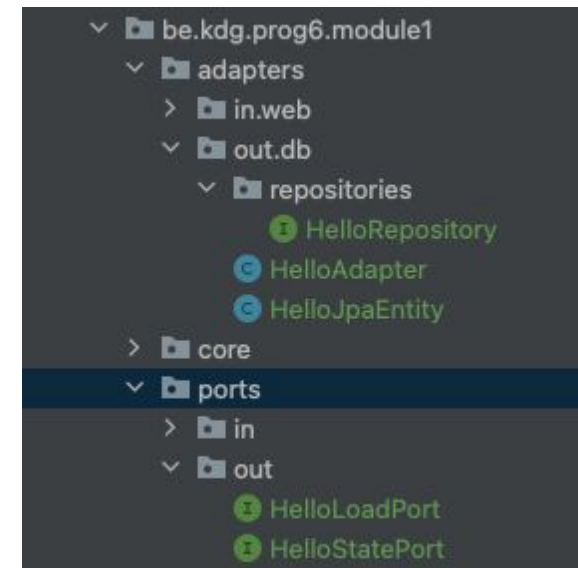 be.kdg.prog6.module1
adapters
in.web
out.db
repositories
HelloRepository
HelloAdapter
HelloJpaEntity
core
ports
in
out
HelloLoadPort
HelloStatePort